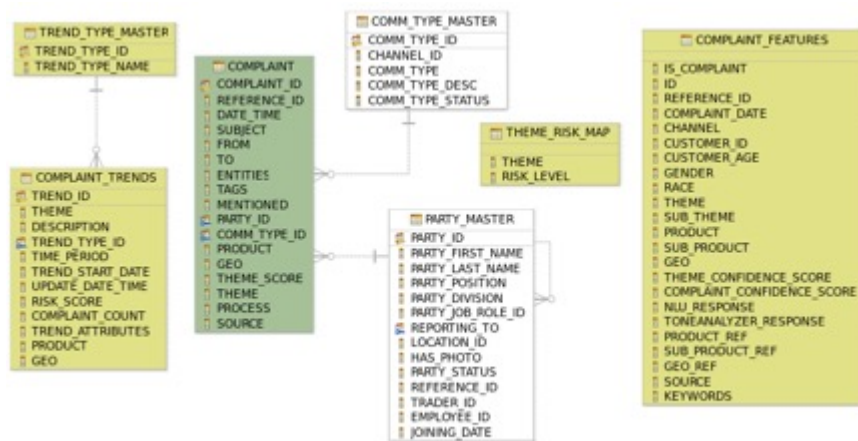 TREND_TYPE_MASTER
TREND_TYPE_ID
TREND_TYPE_NAME
COMPLAINT_TRENDS
TREND_ID
THEME
DESCRIPTION
TREND_TYPE_ID
TIME_PERIOD
TREND_START_DATE
UPDATE_DATE_TIME
RISK_SCORE
COMPLAINT_COUNT
TREND_ATTRIBUTES
PRODUCT
GEO
COMPLAINT
COMPLAINT_ID
REFERENCE_ID
DATE_TIME
SUBJECT
FROM
TO
ENTITIES
TAGS
MENTIONED
PARTY_ID
COMM_TYPE_ID
PRODUCT
GEO
THEME_SCORE
THEME
PROCESS
SOURCE
COMM_TYPE_MASTER
COMM_TYPE_ID
CHANNEL_ID
COMM_TYPE
COMM_TYPE_DESC
COMM_TYPE_STATUS
PARTY_MASTER
PARTY_ID
PARTY_FIRST_NAME
PARTY_LAST_NAME
PARTY_POSITION
PARTY_DIVISION
PARTY_JOB_ROLE_ID
REPORTING_TO
LOCATION_ID
HAS_PHOTO
PARTY_STATUS
REFERENCE_ID
TRADER_ID
EMPLOYEE_ID
JOINING_DATE
THEME_RISK_MAP
THEME
RISK_LEVEL
COMPLAINT_FEATURES
IS_COMPLAINT
ID
REFERENCE_ID
COMPLAINT_DATE
CHANNEL
CUSTOMER_ID
CUSTOMER_AGE
GENDER
RACE
THEME
SUB_THEME
PRODUCT
SUB_PRODUCT
GEO
THEME_CONFIDENCE_SCORE
COMPLAINT_CONFIDENCE_SCORE
NLU_RESPONSE
TONEANALYZER_RESPONSE
PRODUCT_REF
SUB_PRODUCT_REF
GEO_REF
SOURCE
KEYWORDS